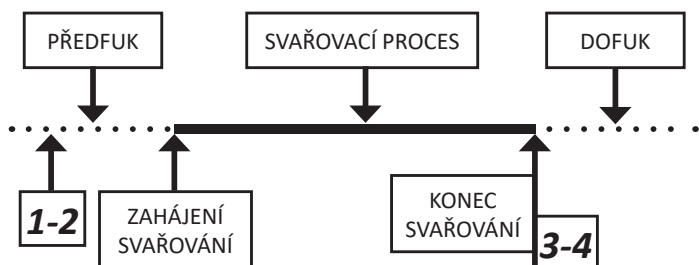 PŘEDFUK
SVAŘOVACÍ PROCES
DOFUK
1-2
ZAHÁJENÍ
SVAŘOVÁNÍ
KONEC
SVAŘOVÁNÍ
3-4